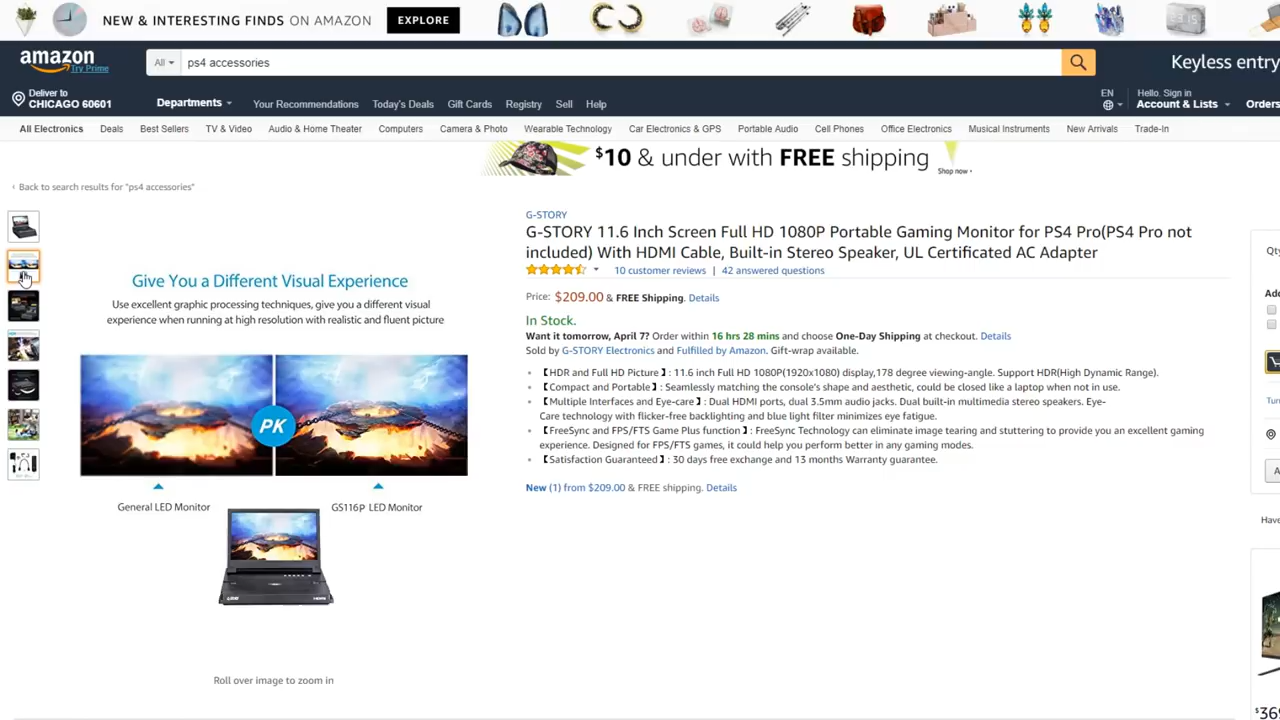 NEW & INTERESTING FINDS ON AMAZON EXPLORE
amazon
Try Prime
All
ps4 accessories
Keyless entry
Deliver to
CHICAGO 60601
Departments
Your Recommendations
Today's Deals
Gift Cards
Registry
Sell
Help
EN
Hello. Sign in
Account & Lists
Orders
All Electronics
Deals
Best Sellers
TV & Video
Audio & Home Theater
Computers
Camera & Photo
Wearable Technology
Car Electronics & GPS
Portable Audio
Cell Phones
Office Electronics
Musical Instruments
New Arrivals
Trade-In
$10 & under with FREE shipping
Shop now ›
‹ Back to search results for "ps4 accessories"
Give You a Different Visual Experience
Use excellent graphic processing techniques, give you a different visual
experience when running at high resolution with realistic and fluent picture
PK
General LED Monitor
GS116P LED Monitor
Roll over image to zoom in
G-STORY
G-STORY 11.6 Inch Screen Full HD 1080P Portable Gaming Monitor for PS4 Pro(PS4 Pro not
included) With HDMI Cable, Built-in Stereo Speaker, UL Certificated AC Adapter
10 customer reviews | 42 answered questions
Price: $209.00 & FREE Shipping. Details
In Stock.
Want it tomorrow, April 7? Order within 16 hrs 28 mins and choose One-Day Shipping at checkout. Details
Sold by G-STORY Electronics and Fulfilled by Amazon. Gift-wrap available.
• 【HDR and Full HD Picture】: 11.6 inch Full HD 1080P(1920x1080) display,178 degree viewing-angle. Support HDR(High Dynamic Range).
• 【Compact and Portable】: Seamlessly matching the console's shape and aesthetic, could be closed like a laptop when not in use.
• 【Multiple Interfaces and Eye-care】: Dual HDMI ports, dual 3.5mm audio jacks. Dual built-in multimedia stereo speakers. Eye-
Care technology with flicker-free backlighting and blue light filter minimizes eye fatigue.
• 【FreeSync and FPS/FTS Game Plus function】: FreeSync Technology can eliminate image tearing and stuttering to provide you an excellent gaming
experience. Designed for FPS/FTS games, it could help you perform better in any gaming modes.
• 【Satisfaction Guaranteed】: 30 days free exchange and 13 months Warranty guarantee.
New (1) from $209.00 & FREE shipping. Details
Qty
Add
Tur
A
Have
$369